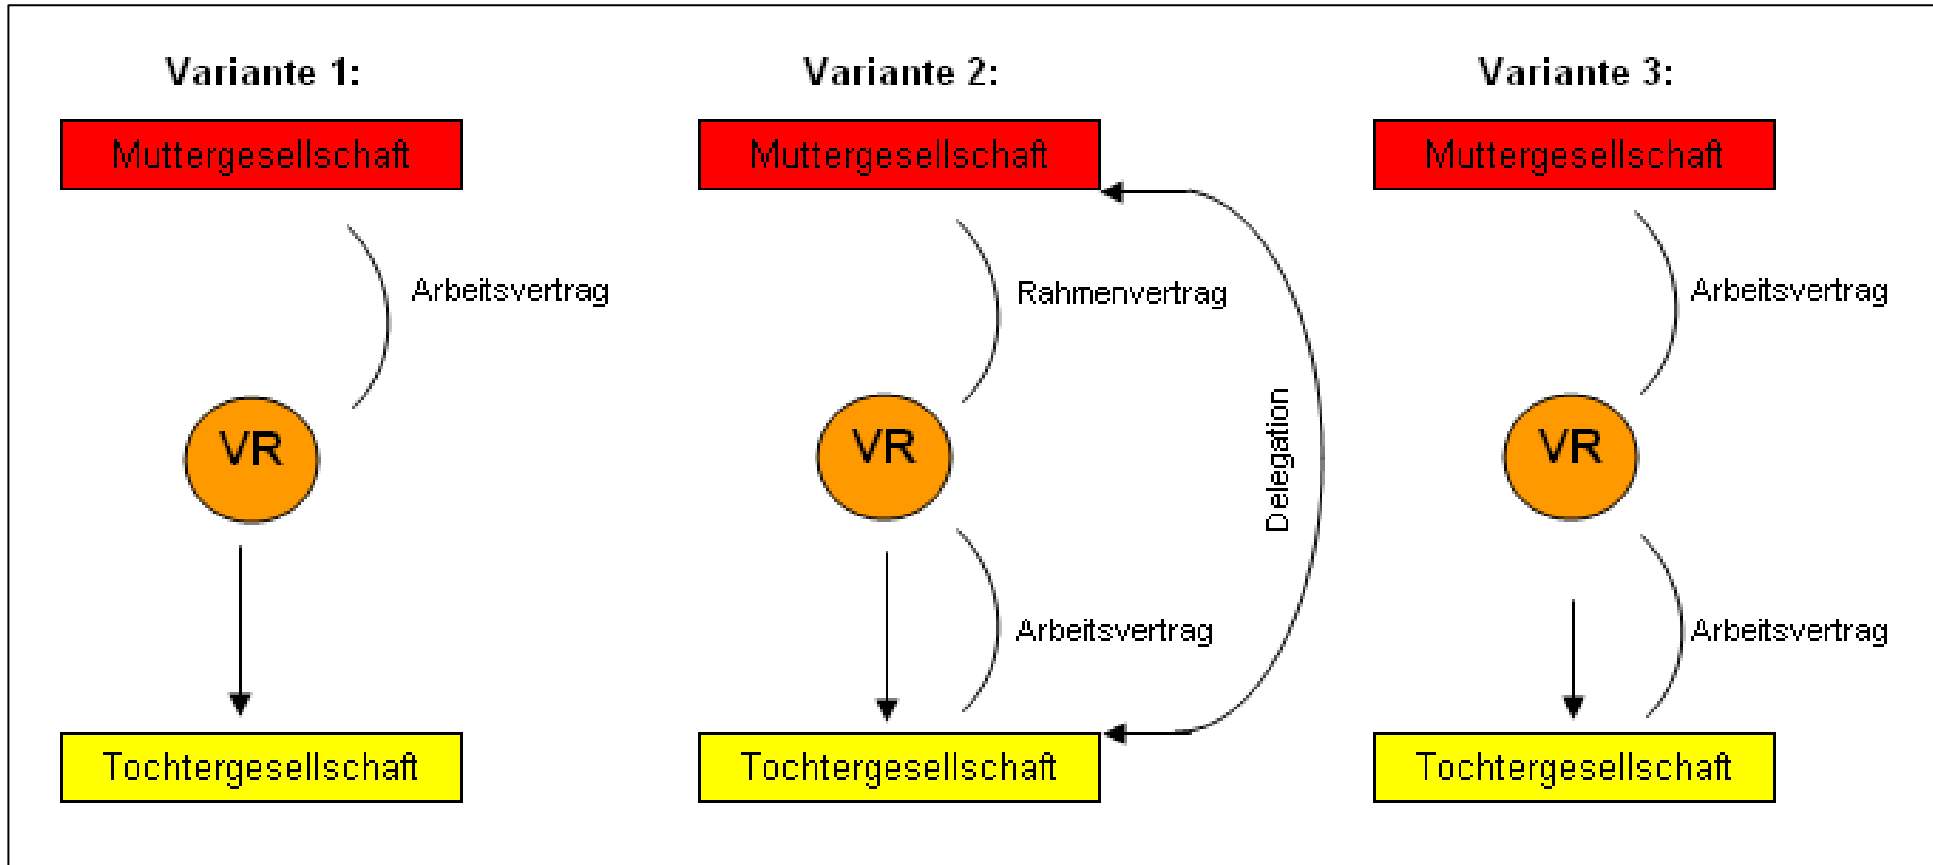 Variante 1:
Muttergesellschaft
Arbeitsvertrag
VR
Tochtergesellschaft
Variante 2:
Muttergesellschaft
Rahmenvertrag
VR
Delegation
Arbeitsvertrag
Tochtergesellschaft
Variante 3:
Muttergesellschaft
Arbeitsvertrag
VR
Arbeitsvertrag
Tochtergesellschaft